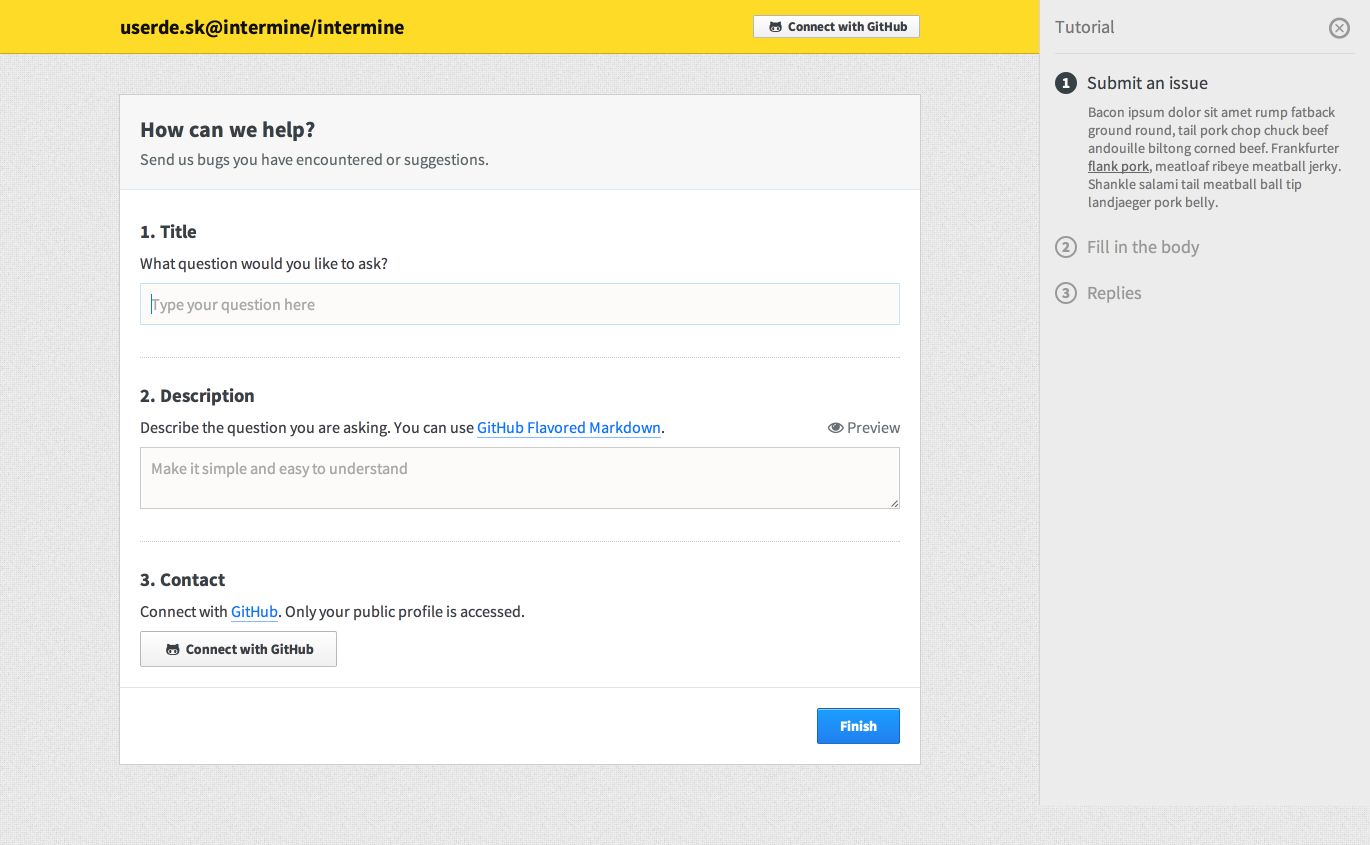 userde.sk@intermine/intermine
Connect with GitHub
How can we help?
Send us bugs you have encountered or suggestions.
1. Title
What question would you like to ask?
Type your question here
2. Description
Describe the question you are asking. You can use GitHub Flavored Markdown.
Preview
Make it simple and easy to understand
3. Contact
Connect with GitHub. Only your public profile is accessed.
Connect with GitHub
Finish
Tutorial
1 Submit an issue
Bacon ipsum dolor sit amet rump fatback
ground round, tail pork chop chuck beef
andouille biltong corned beef. Frankfurter
flank pork, meatloaf ribeye meatball jerky.
Shankle salami tail meatball ball tip
landjaeger pork belly.
2 Fill in the body
3 Replies